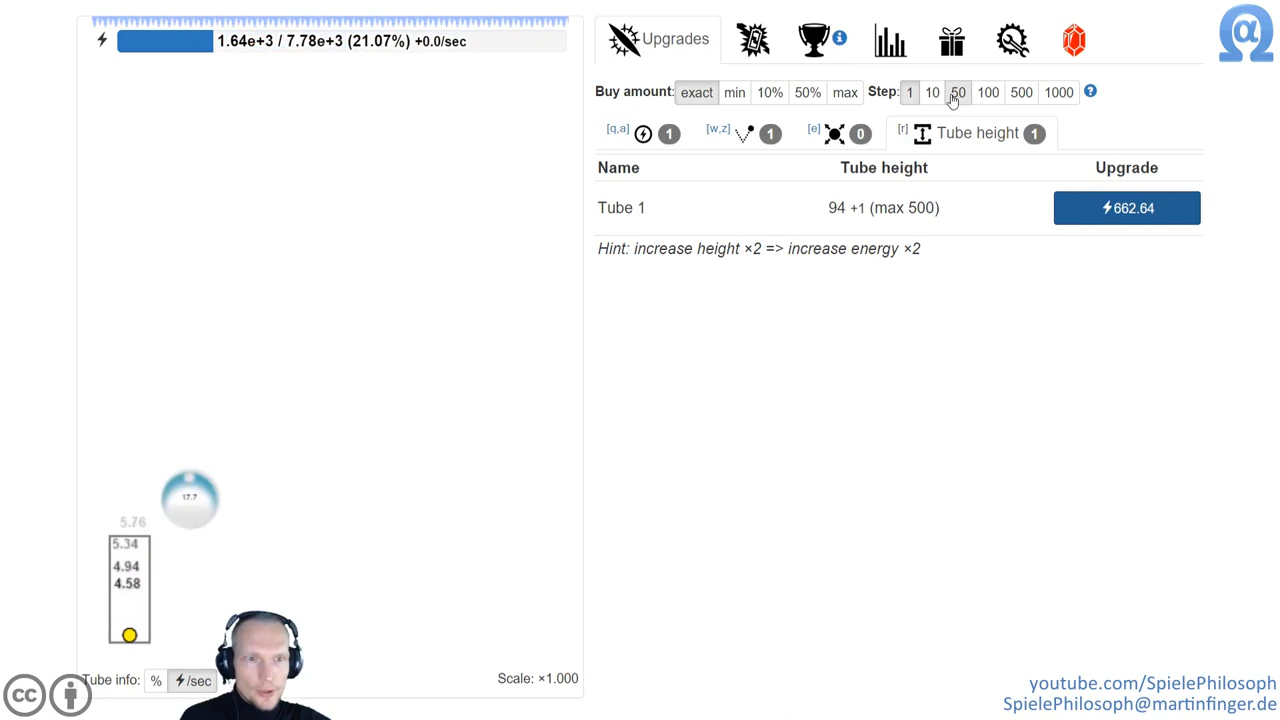 1.64e+3 / 7.78e+3 (21.07%) +0.0/sec
Upgrades
Buy amount: exact min 10% 50% max Step: 1 10 50 100 500 1000
[q,a] 1 [w,z] 1 [e] 0 [r] Tube height 1
Name Tube height Upgrade
Tube 1 94 +1 (max 500) 662.64
Hint: increase height ×2 => increase energy ×2
17.7
5.76
5.34
4.94
4.58
Tube info: % /sec Scale: ×1.000
cc
youtube.com/SpielePhilosoph
SpielePhilosoph@martinfinger.de